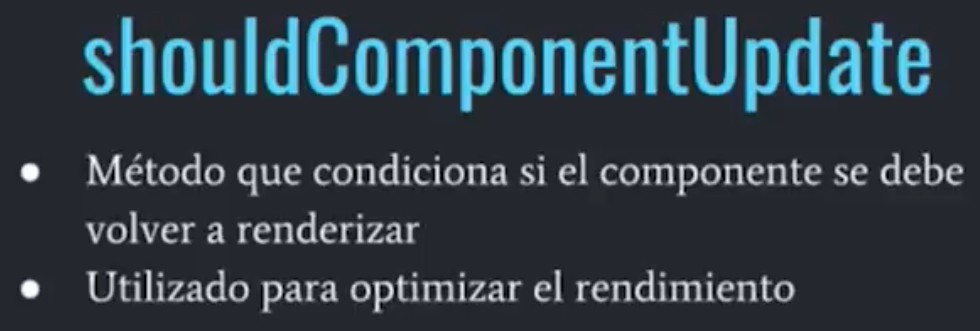 shouldComponentUpdate
● Método que condiciona si el componente se debe
volver a renderizar
● Utilizado para optimizar el rendimiento